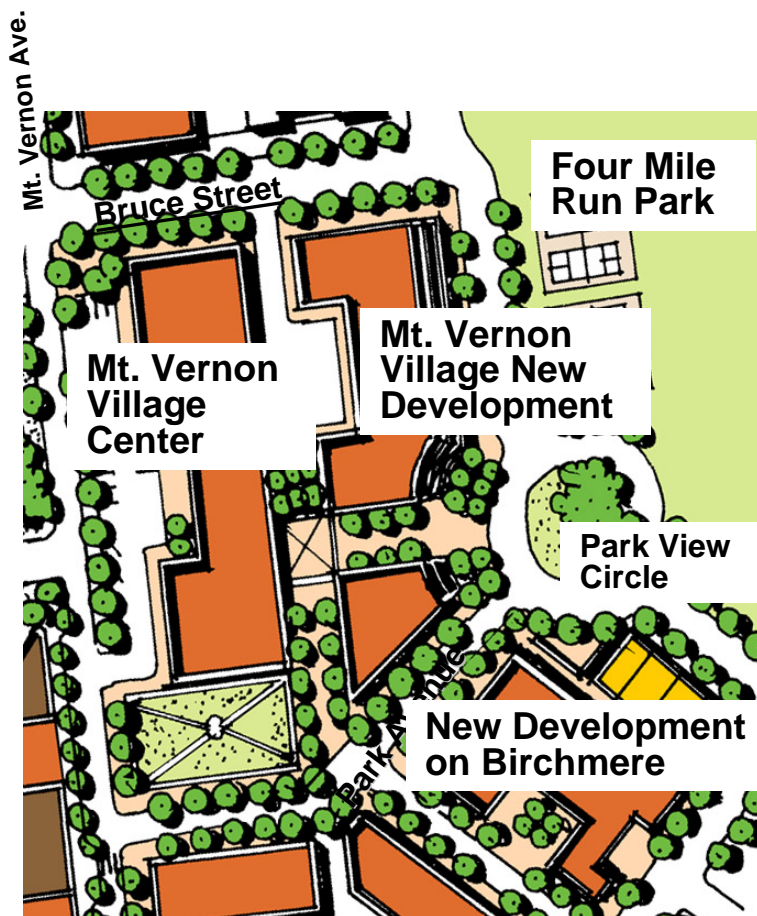 Mt. Vernon Ave.
Four Mile
Run Park
Bruce Street
Mt. Vernon
Village New
Development
Mt. Vernon
Village
Center
Park View
Circle
New Development
on Birchmere
Park Avenue